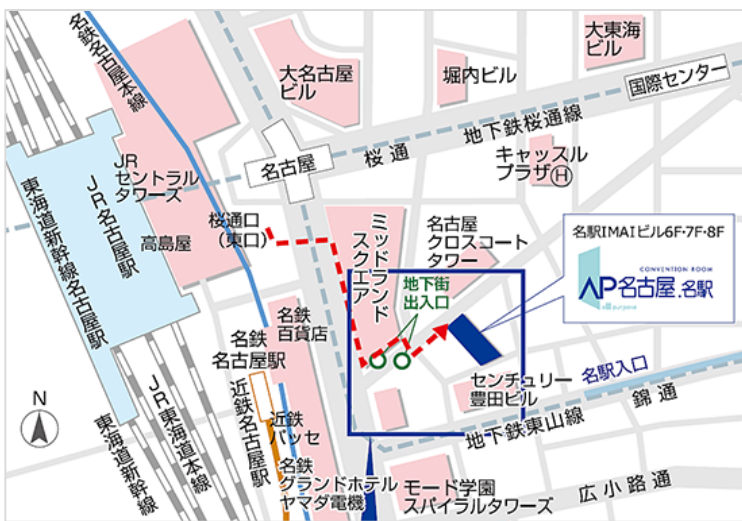 名鉄名古屋本線
大名古屋
ビル
堀内ビル
大東海
ビル
国際センター
地下鉄桜通線
桜通
名古屋
キャッスル
プラザⒽ
JR
セントラル
タワーズ
JR名古屋駅
東海道新幹線名古屋駅
高島屋
桜通口
(東口)
ミッドランド
スクエア
名古屋
クロスコート
タワー
名駅IMAIビル6F・7F・8F
CONVENTION ROOM
AP名古屋.名駅
地下街
出入口
名鉄
百貨店
名鉄
名古屋駅
近鉄名古屋駅
近鉄
パッセ
センチュリー
豊田ビル
名駅入口
錦通
地下鉄東山線
N
東海道新幹線
JR東海道本線
名鉄
グランドホテル
ヤマダ電機
モード学園
スパイラルタワーズ
広小路通